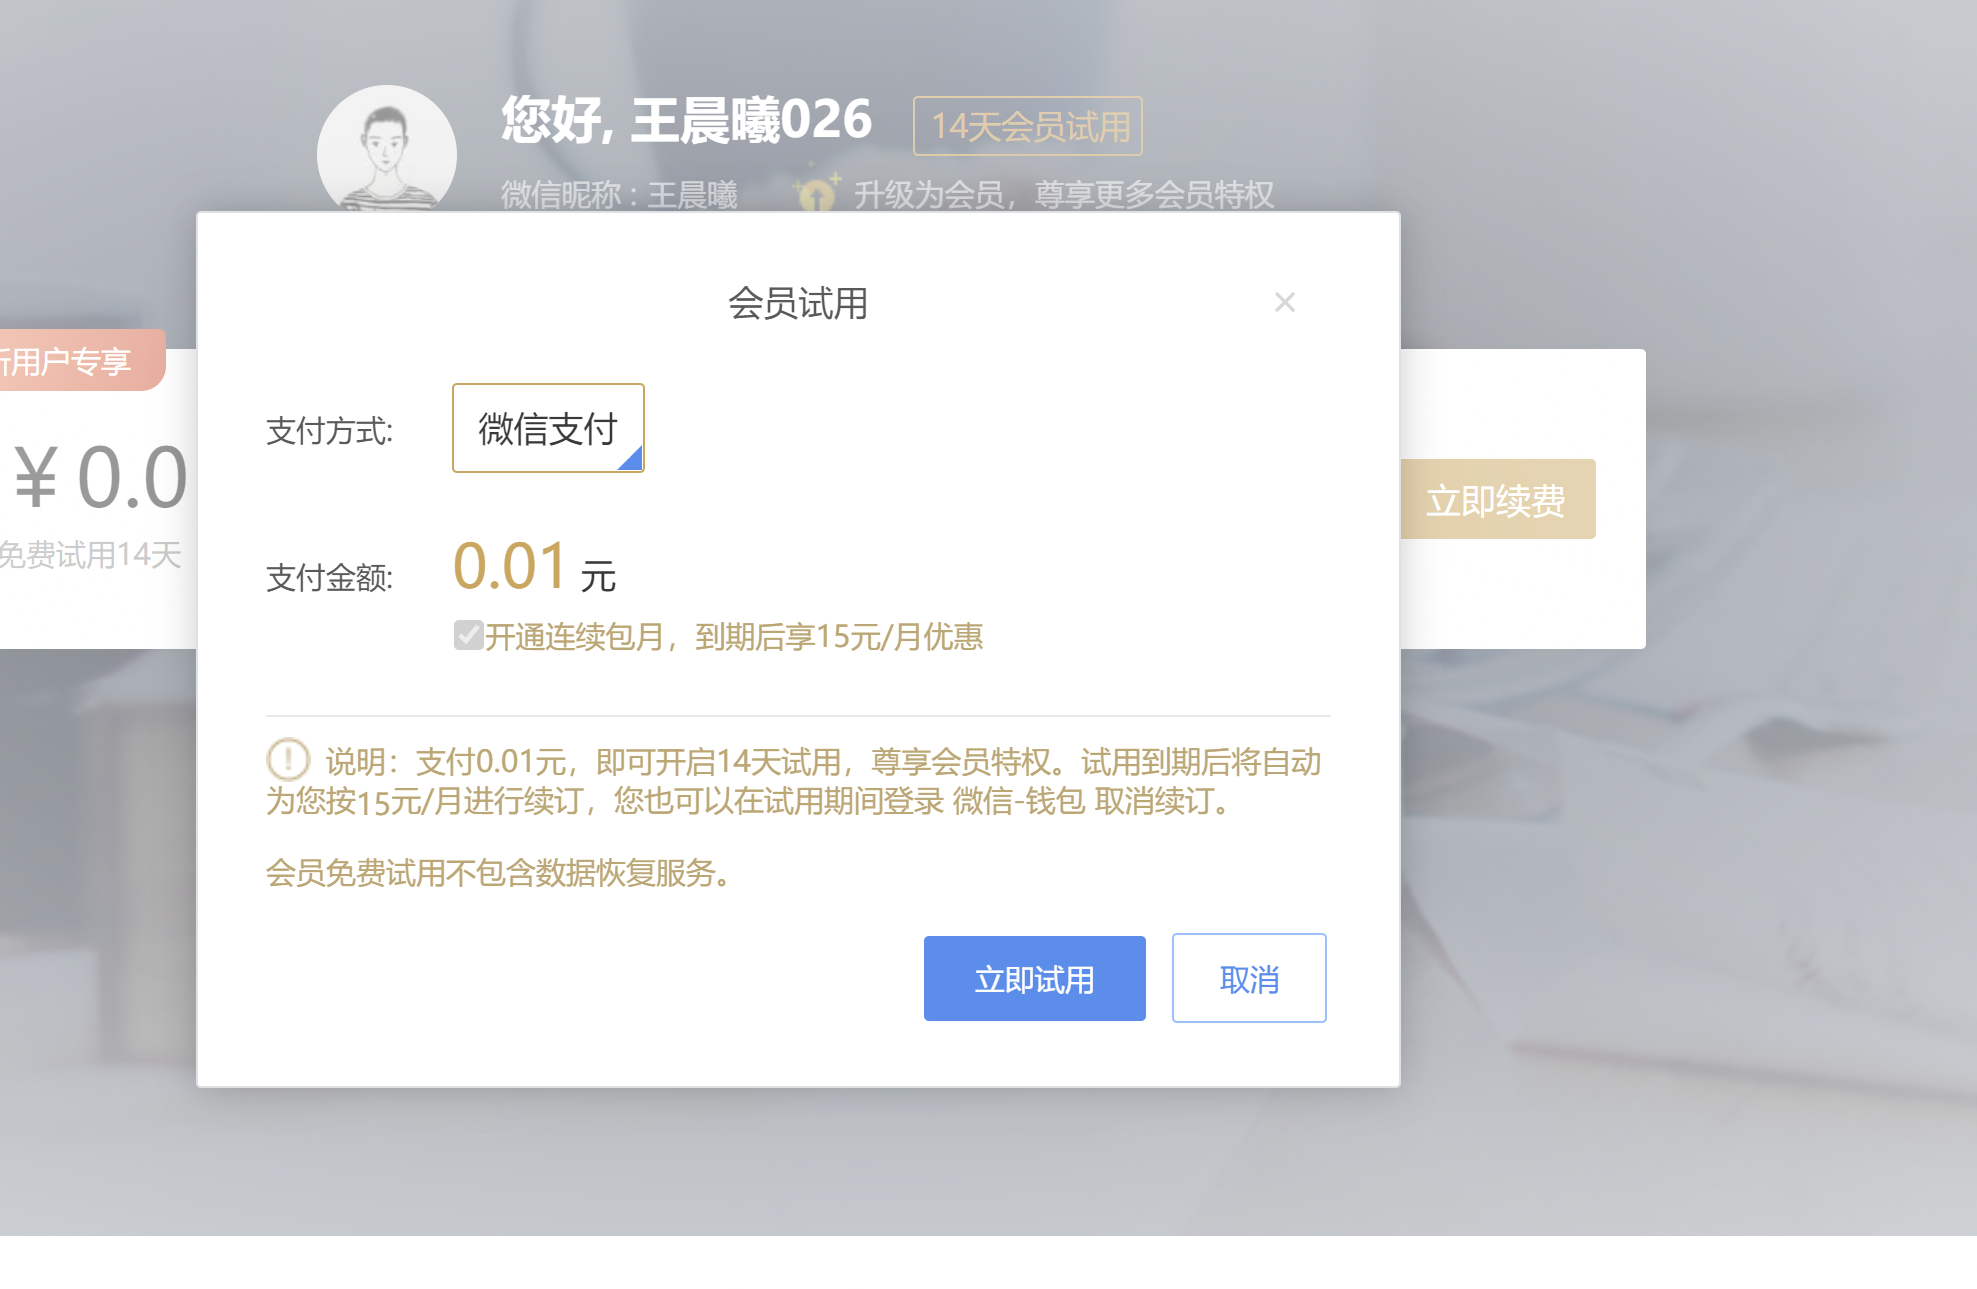 您好, 王晨曦026
14天会员试用
微信昵称：王晨曦
升级为会员，尊享更多会员特权
会员试用
×
新用户专享
支付方式:
微信支付
¥0.0
立即续费
免费试用14天
支付金额:
0.01 元
开通连续包月，到期后享15元/月优惠
说明：支付0.01元，即可开启14天试用，尊享会员特权。试用到期后将自动
为您按15元/月进行续订，您也可以在试用期间登录 微信-钱包 取消续订。
会员免费试用不包含数据恢复服务。
立即试用
取消